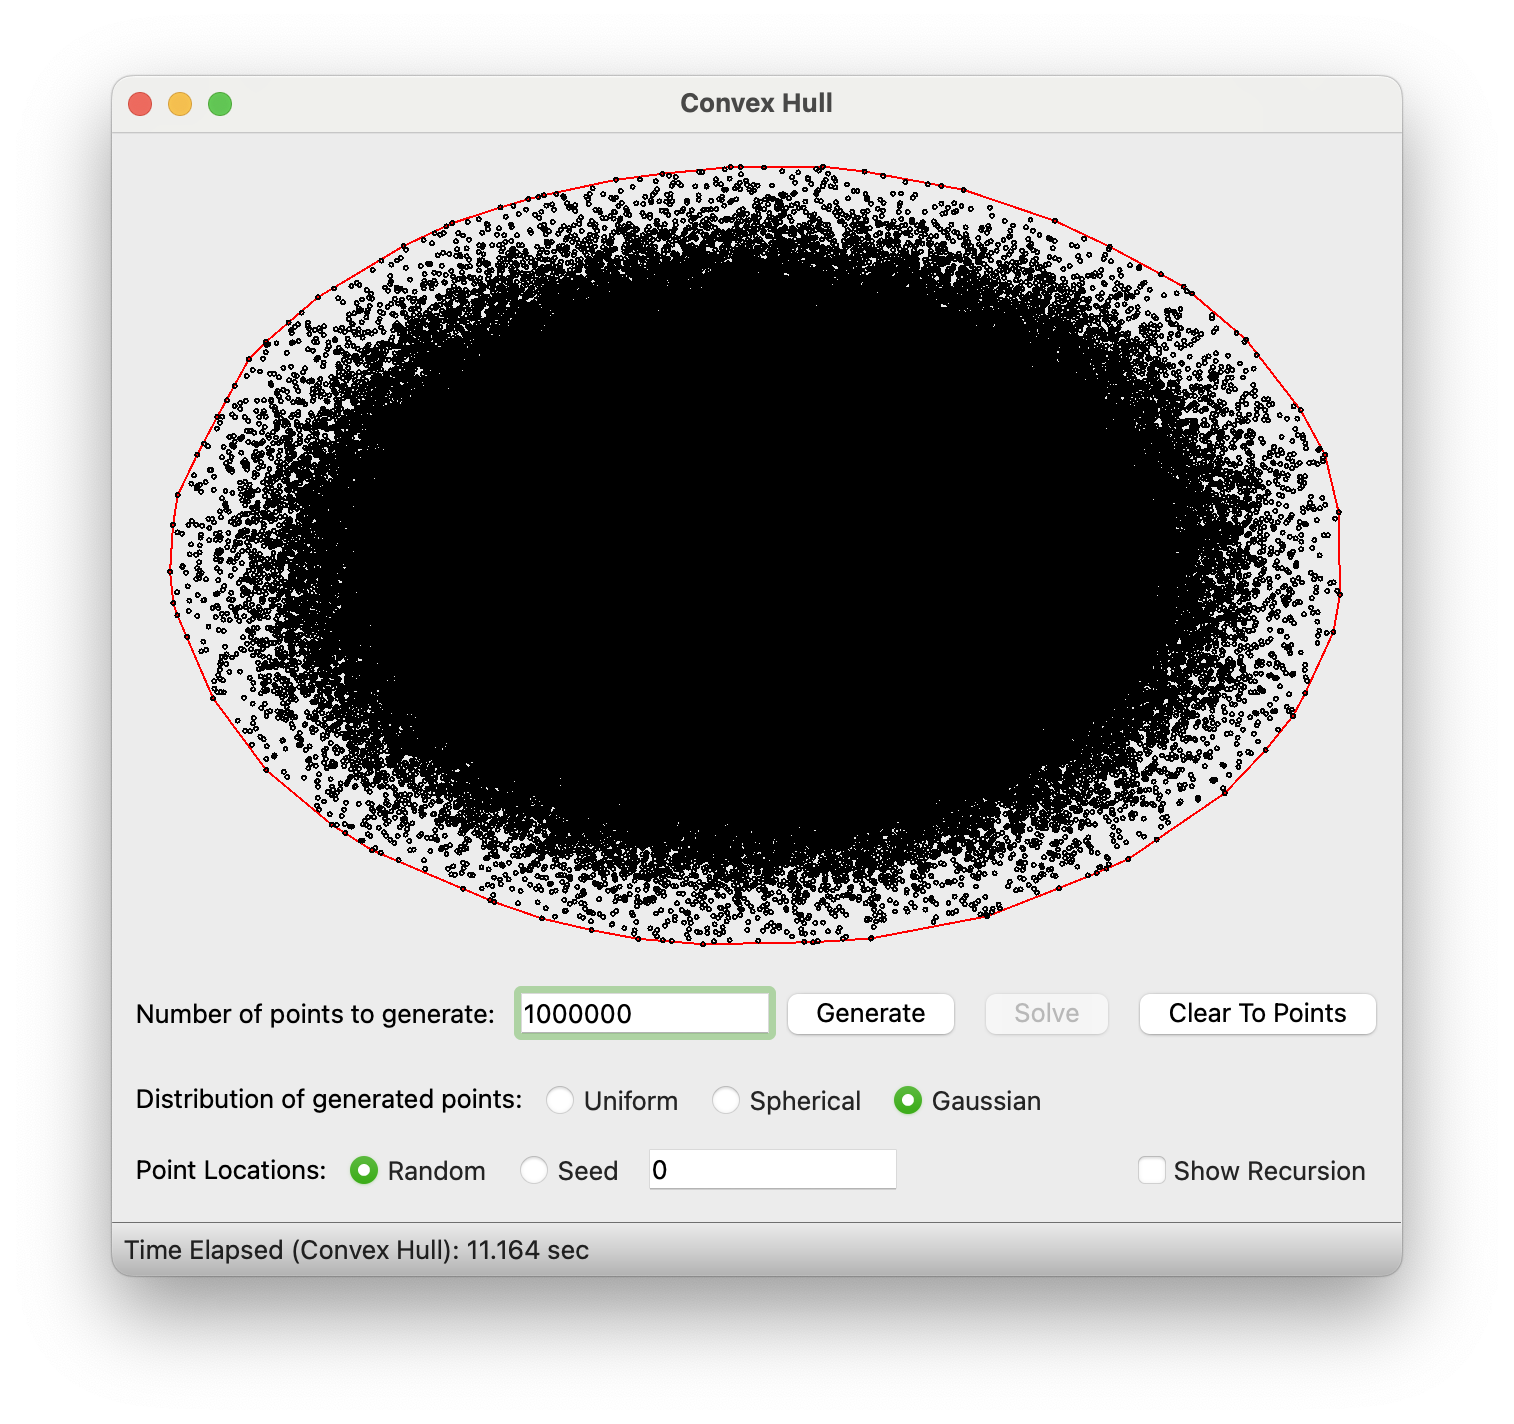 Convex Hull
Number of points to generate: 1000000 Generate Solve Clear To Points
Distribution of generated points: Uniform Spherical Gaussian
Point Locations: Random Seed 0 Show Recursion
Time Elapsed (Convex Hull): 11.164 sec